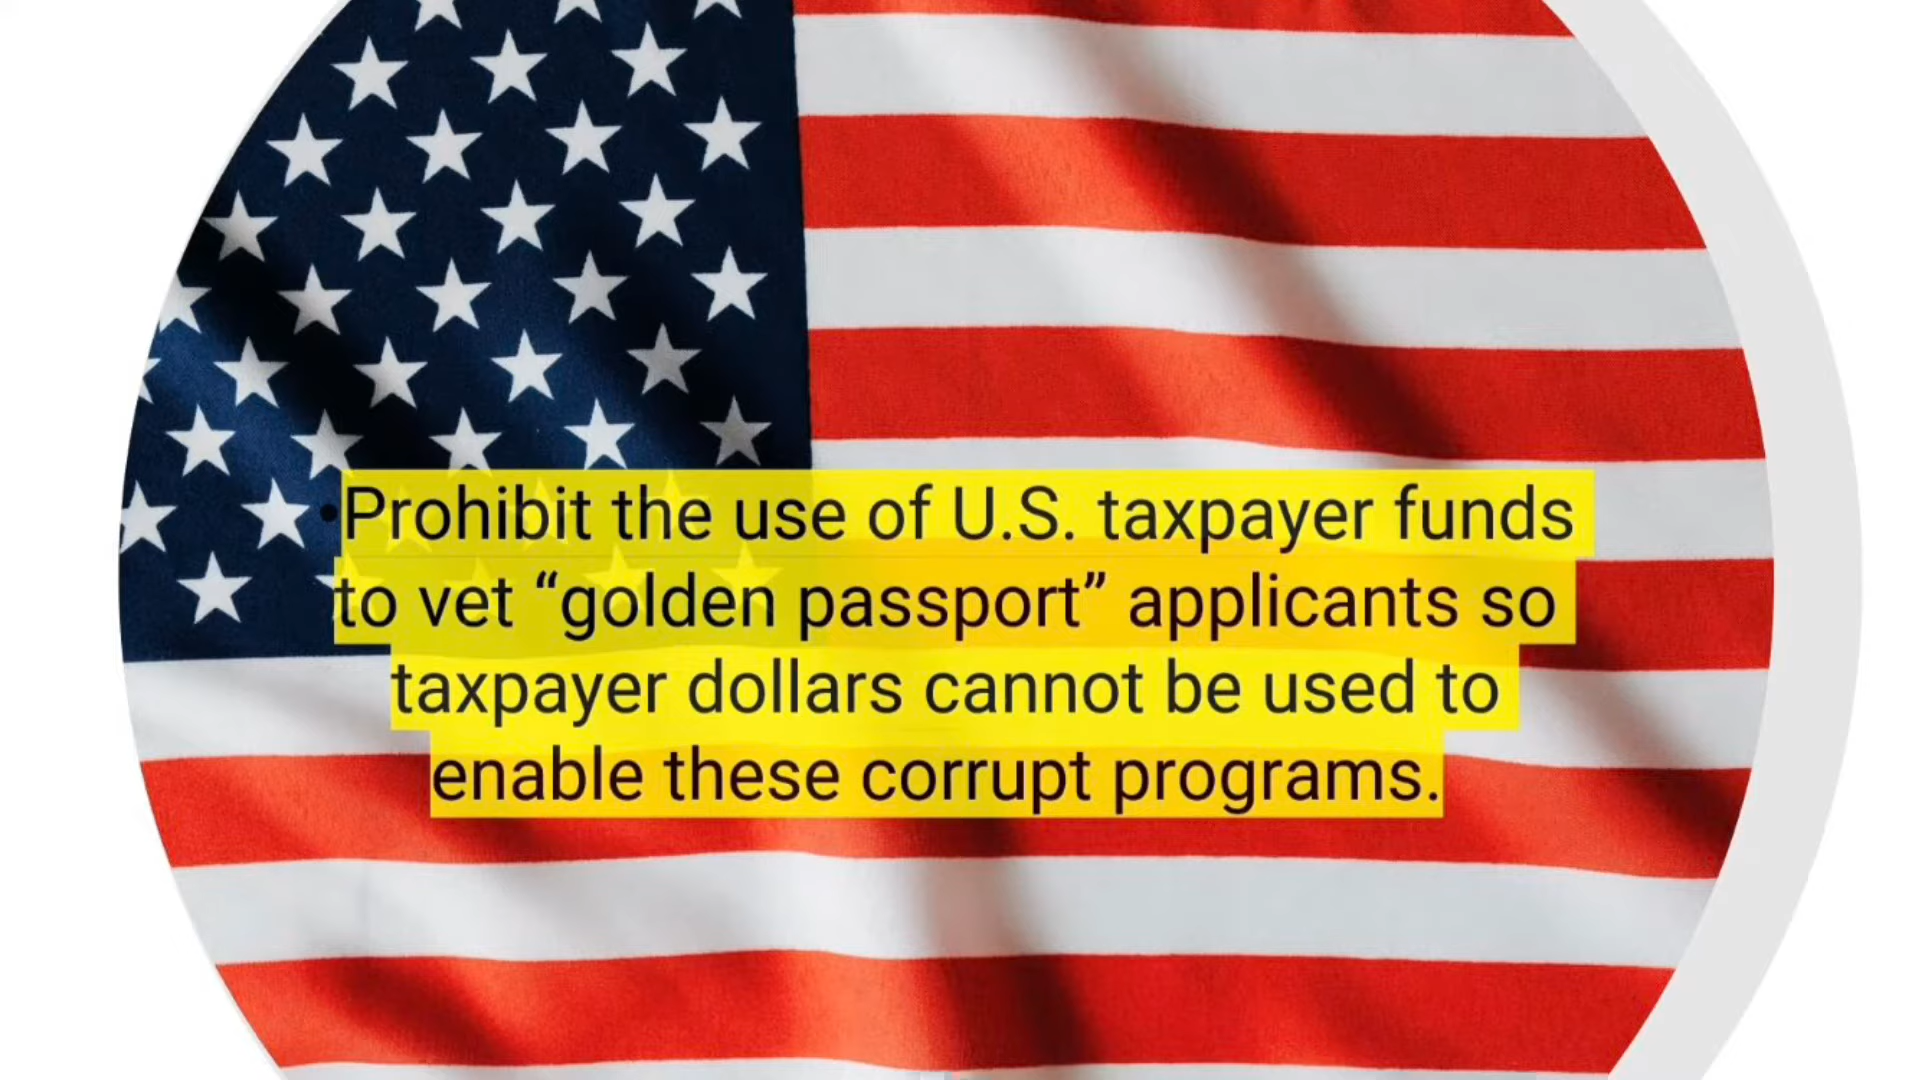 •Prohibit the use of U.S. taxpayer funds
to vet “golden passport” applicants so
taxpayer dollars cannot be used to
enable these corrupt programs.